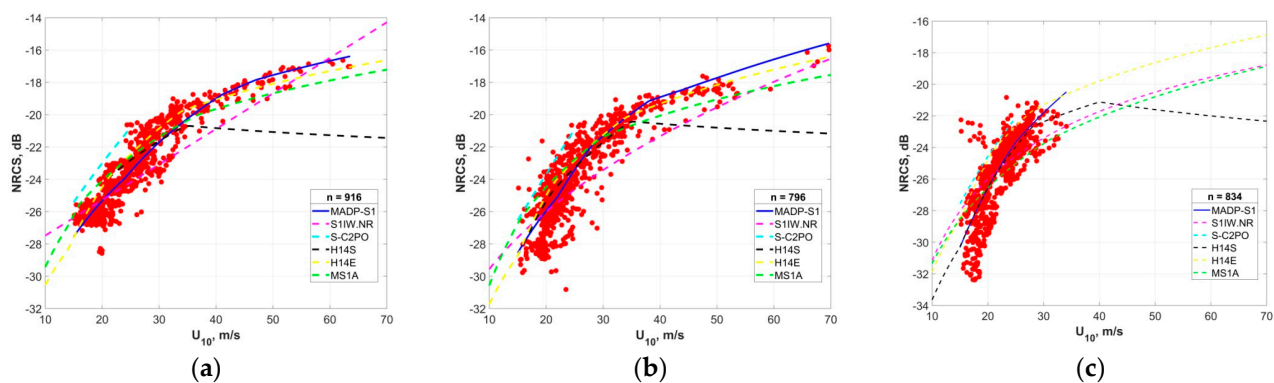 -14
-16
-18
-20
-22
-24
-26
-28
-30
-32
NRCS, dB
10 20 30 40 50 60 70
U10, m/s
n = 916
MADP-S1
S1IW.NR
S-C2PO
H14S
H14E
MS1A
(a)
-14
-16
-18
-20
-22
-24
-26
-28
-30
-32
NRCS, dB
10 20 30 40 50 60 70
U10, m/s
n = 796
MADP-S1
S1IW.NR
S-C2PO
H14S
H14E
MS1A
(b)
-16
-18
-20
-22
-24
-26
-28
-30
-32
-34
NRCS, dB
10 20 30 40 50 60 70
U10, m/s
n = 834
MADP-S1
S1IW.NR
S-C2PO
H14S
H14E
MS1A
(c)